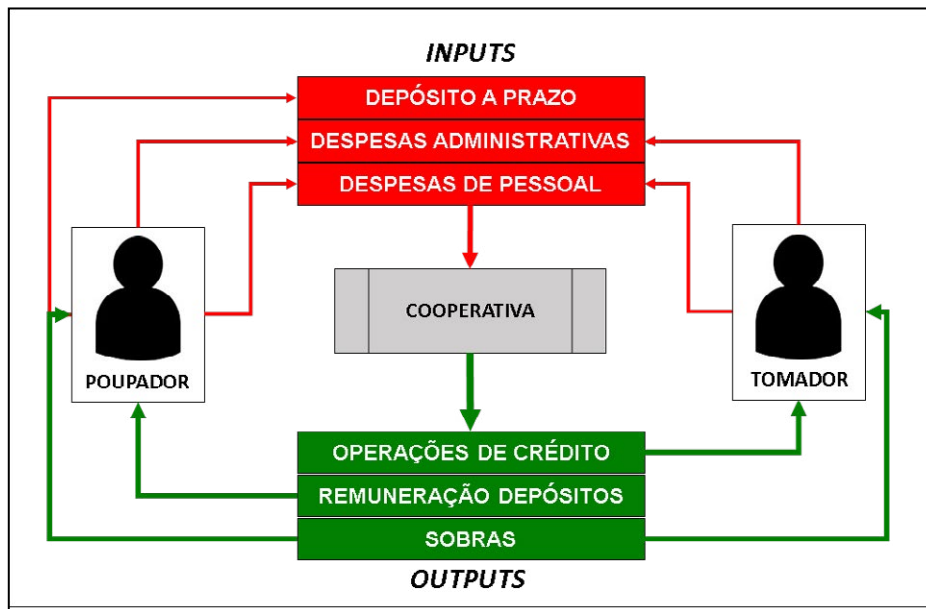 INPUTS
DEPÓSITO A PRAZO
DESPESAS ADMINISTRATIVAS
DESPESAS DE PESSOAL
COOPERATIVA
POUPADOR
TOMADOR
OPERAÇÕES DE CRÉDITO
REMUNERAÇÃO DEPÓSITOS
SOBRAS
OUTPUTS